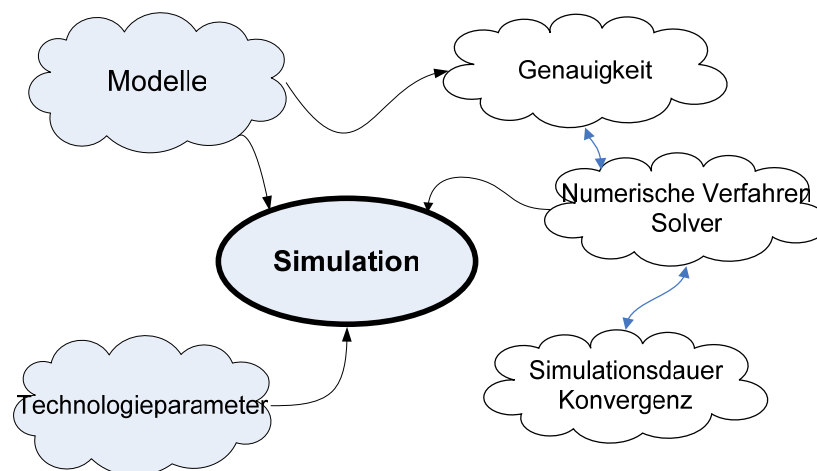 Modelle
Genauigkeit
Numerische Verfahren
Solver
Simulation
Simulationsdauer
Konvergenz
Technologieparameter